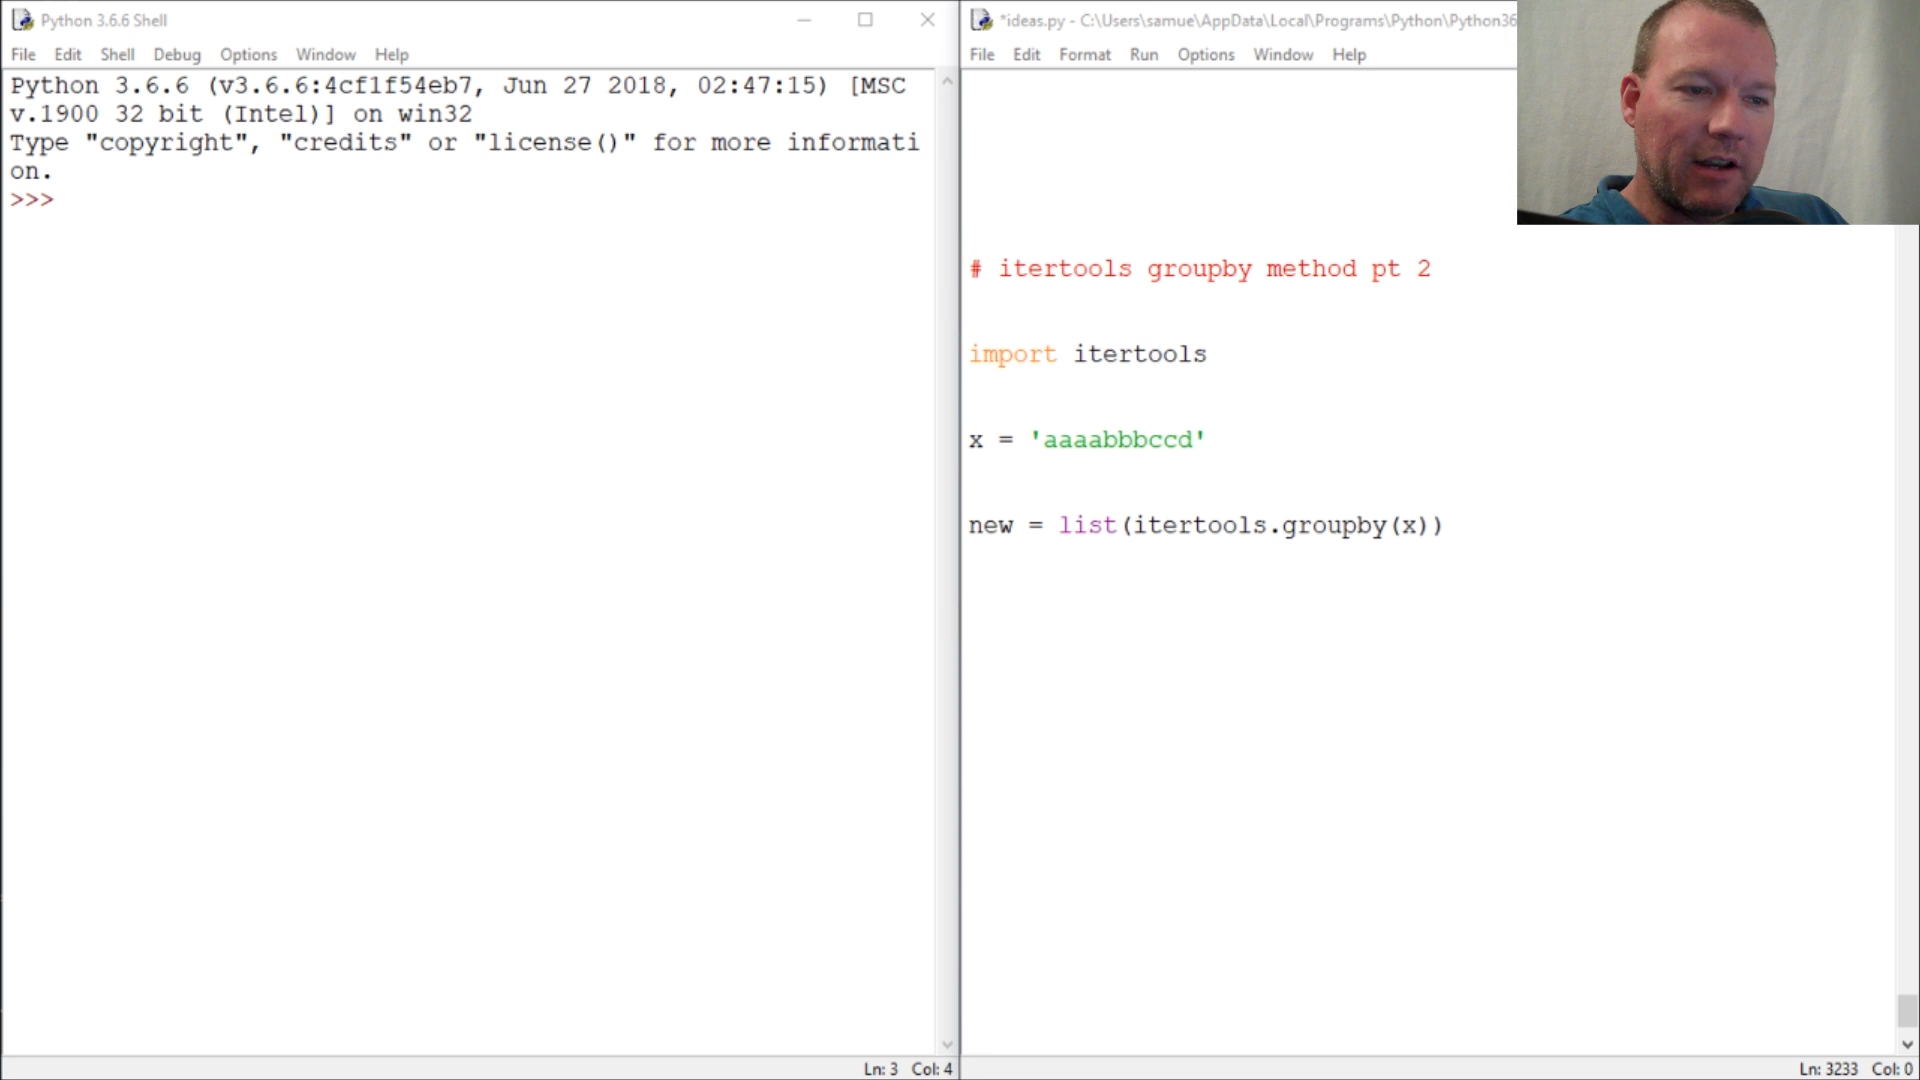 Python 3.6.6 Shell
File Edit Shell Debug Options Window Help
Python 3.6.6 (v3.6.6:4cf1f54eb7, Jun 27 2018, 02:47:15) [MSC
v.1900 32 bit (Intel)] on win32
Type "copyright", "credits" or "license()" for more informati
on.
>>>
Ln: 3 Col: 4
*ideas.py - C:\Users\samue\AppData\Local\Programs\Python\Python36
File Edit Format Run Options Window Help
# itertools groupby method pt 2
import itertools
x = 'aaaabbbccd'
new = list(itertools.groupby(x))
Ln: 3233 Col: 0